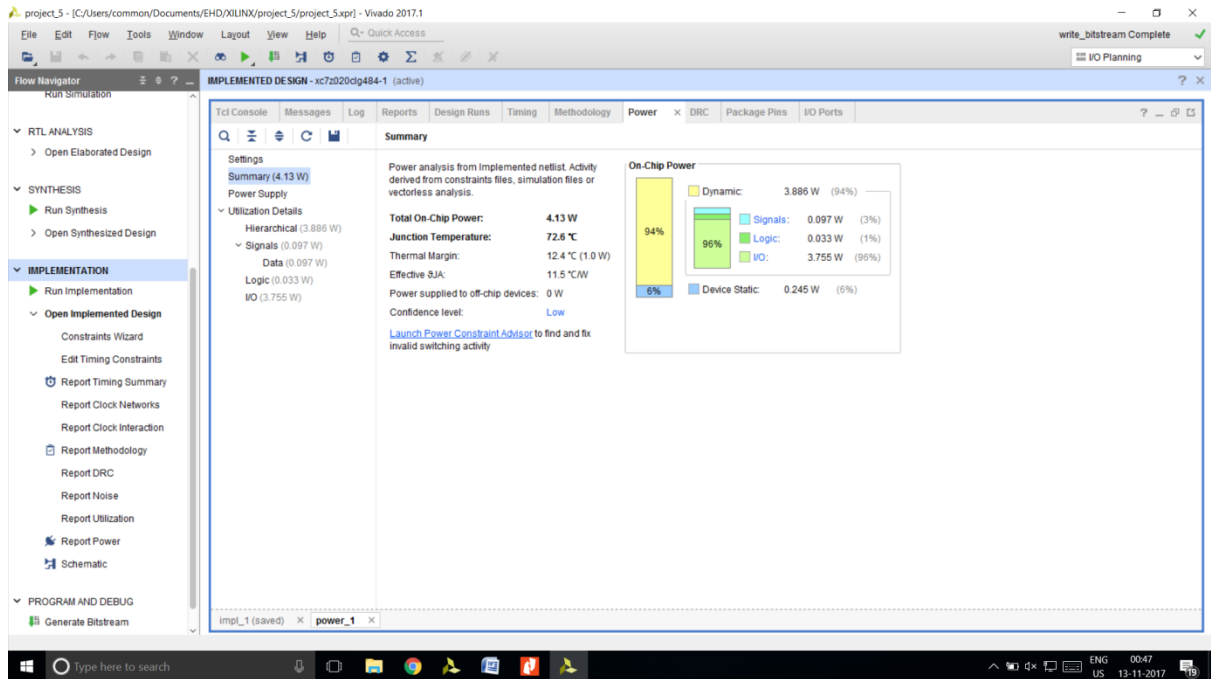 project_5 - [C:/Users/common/Documents/EHD/XILINX/project_5/project_5.xpr] - Vivado 2017.1
File Edit Flow Tools Window Layout View Help Q- Quick Access
write_bitstream Complete
I/O Planning
Flow Navigator
IMPLEMENTED DESIGN - xc7z020clg484-1 (active)
Run Simulation
RTL ANALYSIS
Open Elaborated Design
SYNTHESIS
Run Synthesis
Open Synthesized Design
IMPLEMENTATION
Run Implementation
Open Implemented Design
Constraints Wizard
Edit Timing Constraints
Report Timing Summary
Report Clock Networks
Report Clock Interaction
Report Methodology
Report DRC
Report Noise
Report Utilization
Report Power
Schematic
PROGRAM AND DEBUG
Generate Bitstream
Tcl Console Messages Log Reports Design Runs Timing Methodology Power DRC Package Pins I/O Ports
Settings
Summary (4.13 W)
Power Supply
Utilization Details
Hierarchical (3.886 W)
Signals (0.097 W)
Data (0.097 W)
Logic (0.033 W)
I/O (3.755 W)
Summary
Power analysis from Implemented netlist. Activity
derived from constraints files, simulation files or
vectorless analysis.
Total On-Chip Power: 4.13 W
Junction Temperature: 72.6 °C
Thermal Margin: 12.4 °C (1.0 W)
Effective ϑJA: 11.5 °C/W
Power supplied to off-chip devices: 0 W
Confidence level: Low
Launch Power Constraint Advisor to find and fix
invalid switching activity
On-Chip Power
94%
6%
96%
Dynamic: 3.886 W (94%)
Signals: 0.097 W (3%)
Logic: 0.033 W (1%)
I/O: 3.755 W (96%)
Device Static: 0.245 W (6%)
impl_1 (saved) power_1
Type here to search
ENG
US
00:47
13-11-2017
19